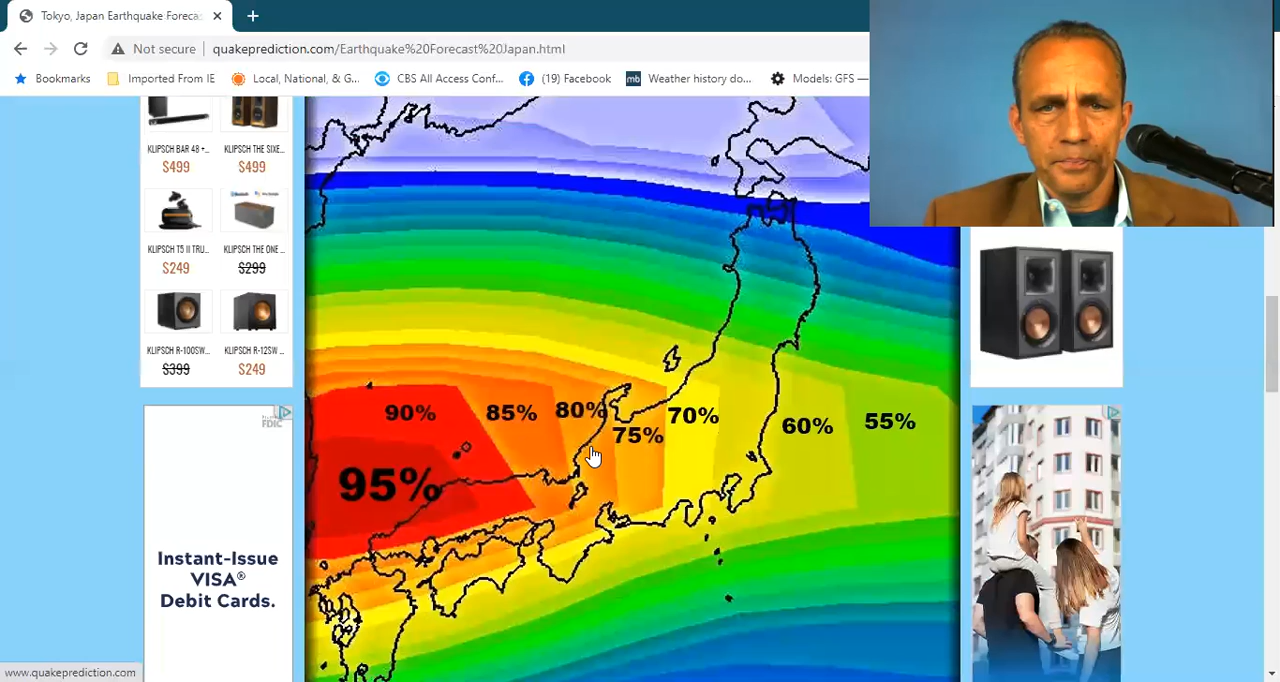 Tokyo, Japan Earthquake Foreca
Not secure
quakeprediction.com/Earthquake%20Forecast%20Japan.html
Bookmarks
Imported From IE
Local, National, & G...
CBS All Access Conf...
(19) Facebook
mb
Weather history do...
Models: GFS —
KLIPSCH BAR 48 +...
KLIPSCH THE SIXE...
$499
$499
KLIPSCH T5 II TRU...
KLIPSCH THE ONE ...
$249
$299
KLIPSCH R-100SW...
KLIPSCH R-12SW ...
$399
$249
90%
85%
80%
75%
70%
60%
55%
95%
FDIC
Instant-Issue
VISA®
Debit Cards.
www.quakeprediction.com